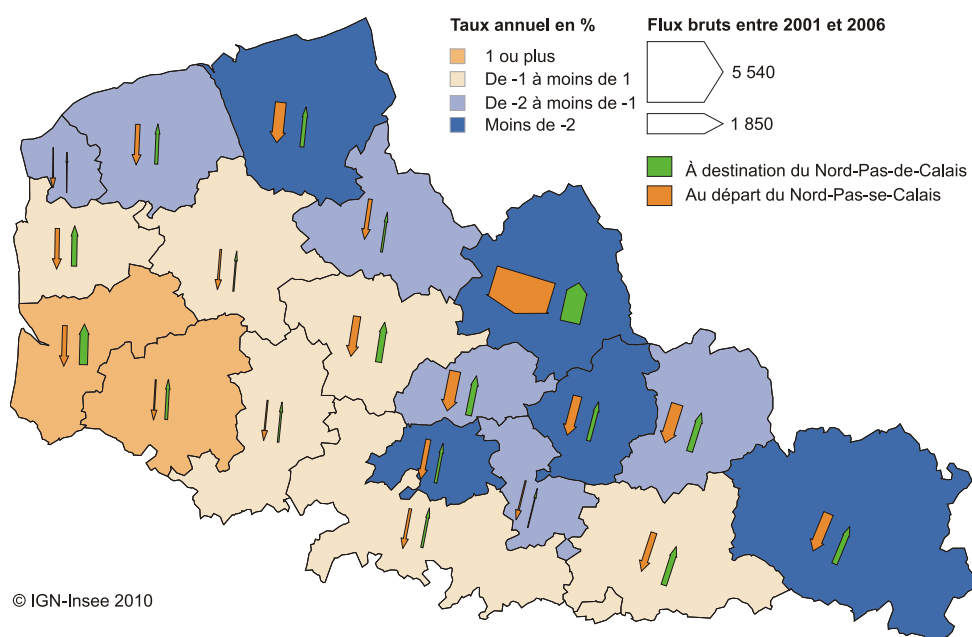 Taux annuel en %
1 ou plus
De -1 à moins de 1
De -2 à moins de -1
Moins de -2
Flux bruts entre 2001 et 2006
5 540
1 850
À destination du Nord-Pas-de-Calais
Au départ du Nord-Pas-se-Calais
© IGN-Insee 2010